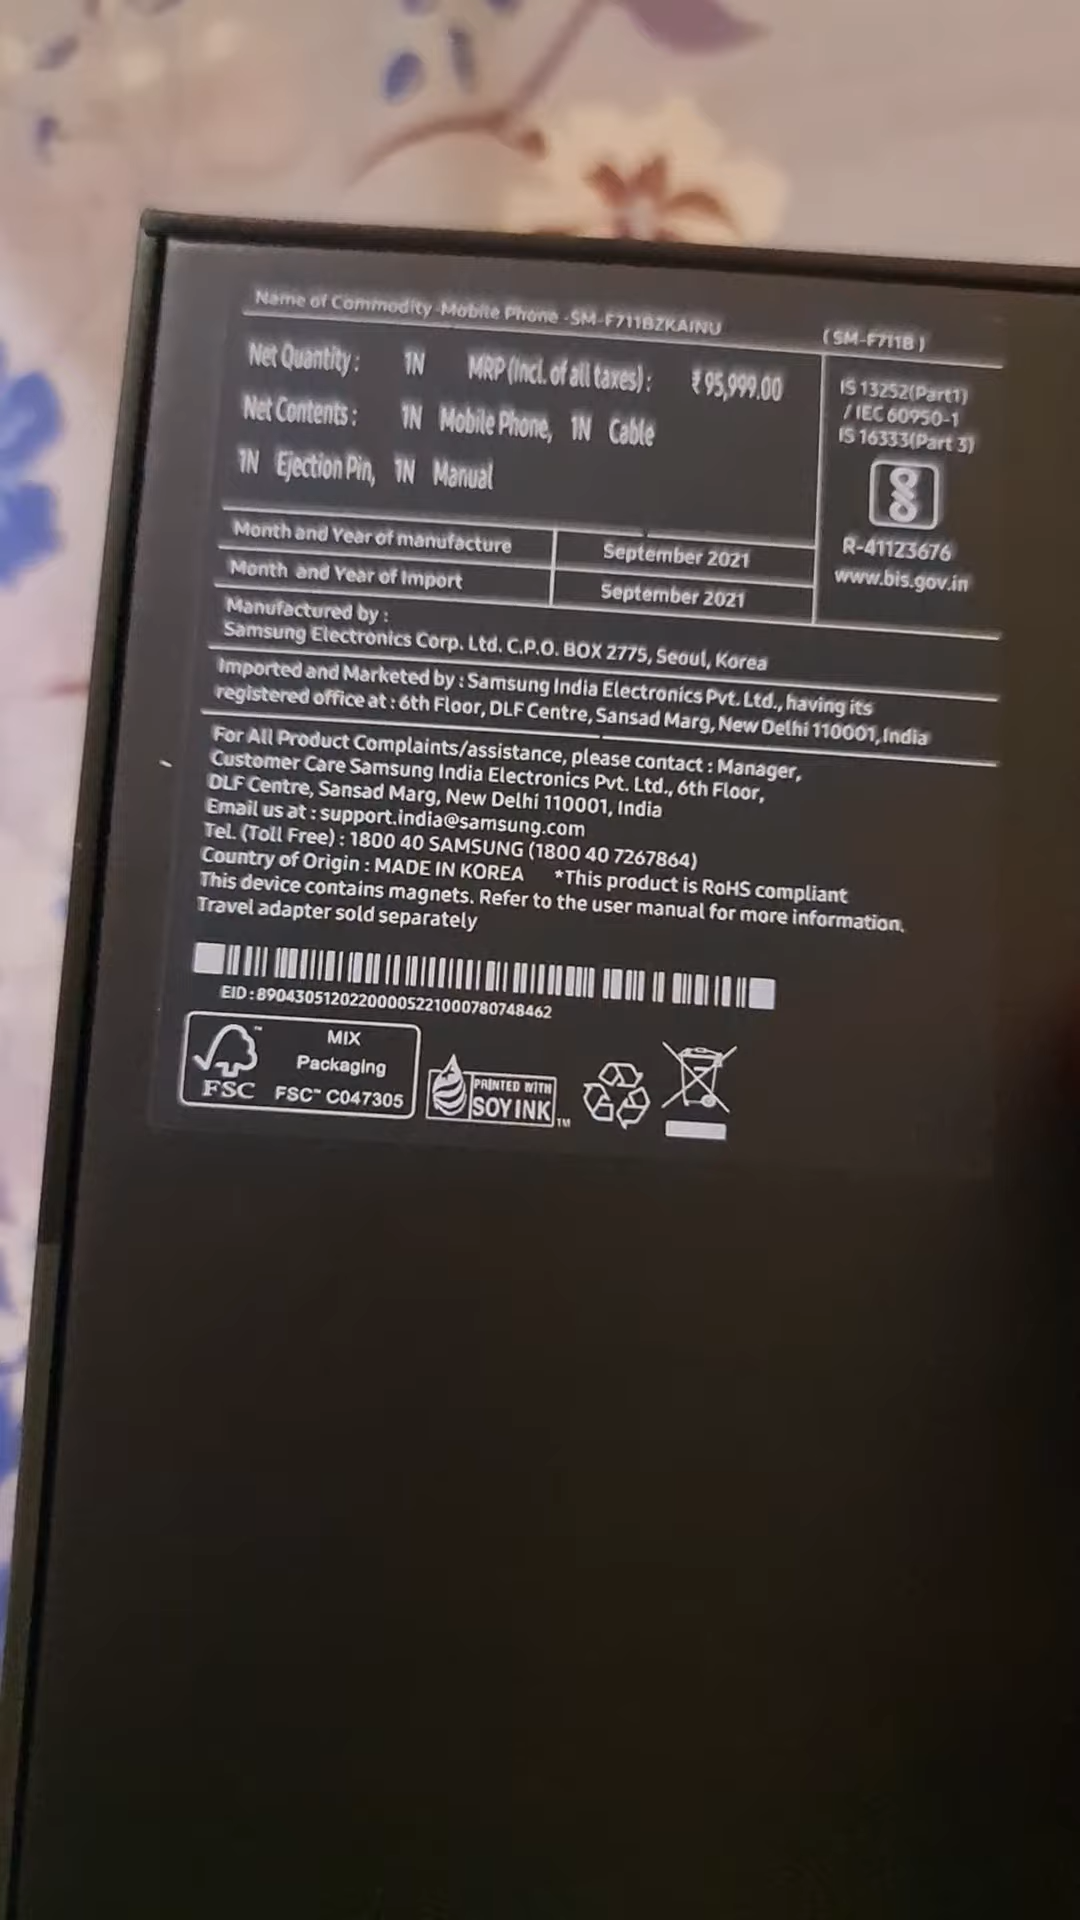 Name of Commodity -Mobile Phone -SM-F711BZKAINU (SM-F711B)
Net Quantity : 1N MRP (Incl. of all taxes) : ₹ 95,999.00
Net Contents : 1N Mobile Phone, 1N Cable
1N Ejection Pin, 1N Manual
IS 13252(Part1)
/ IEC 60950-1
IS 16333(Part 3)
R-41123676
www.bis.gov.in
Month and Year of manufacture September 2021
Month and Year of Import September 2021
Manufactured by :
Samsung Electronics Corp. Ltd. C.P.O. BOX 2775, Seoul, Korea
Imported and Marketed by : Samsung India Electronics Pvt. Ltd., having its
registered office at : 6th Floor, DLF Centre, Sansad Marg, New Delhi 110001, India
For All Product Complaints/assistance, please contact : Manager,
Customer Care Samsung India Electronics Pvt. Ltd., 6th Floor,
DLF Centre, Sansad Marg, New Delhi 110001, India
Email us at : support.india@samsung.com
Tel. (Toll Free) : 1800 40 SAMSUNG (1800 40 7267864)
Country of Origin : MADE IN KOREA *This product is RoHS compliant
This device contains magnets. Refer to the user manual for more information.
Travel adapter sold separately
EID : 89043051202200005221000780748462
FSC
MIX
Packaging
FSC™ C047305
PRINTED WITH
SOY INK™